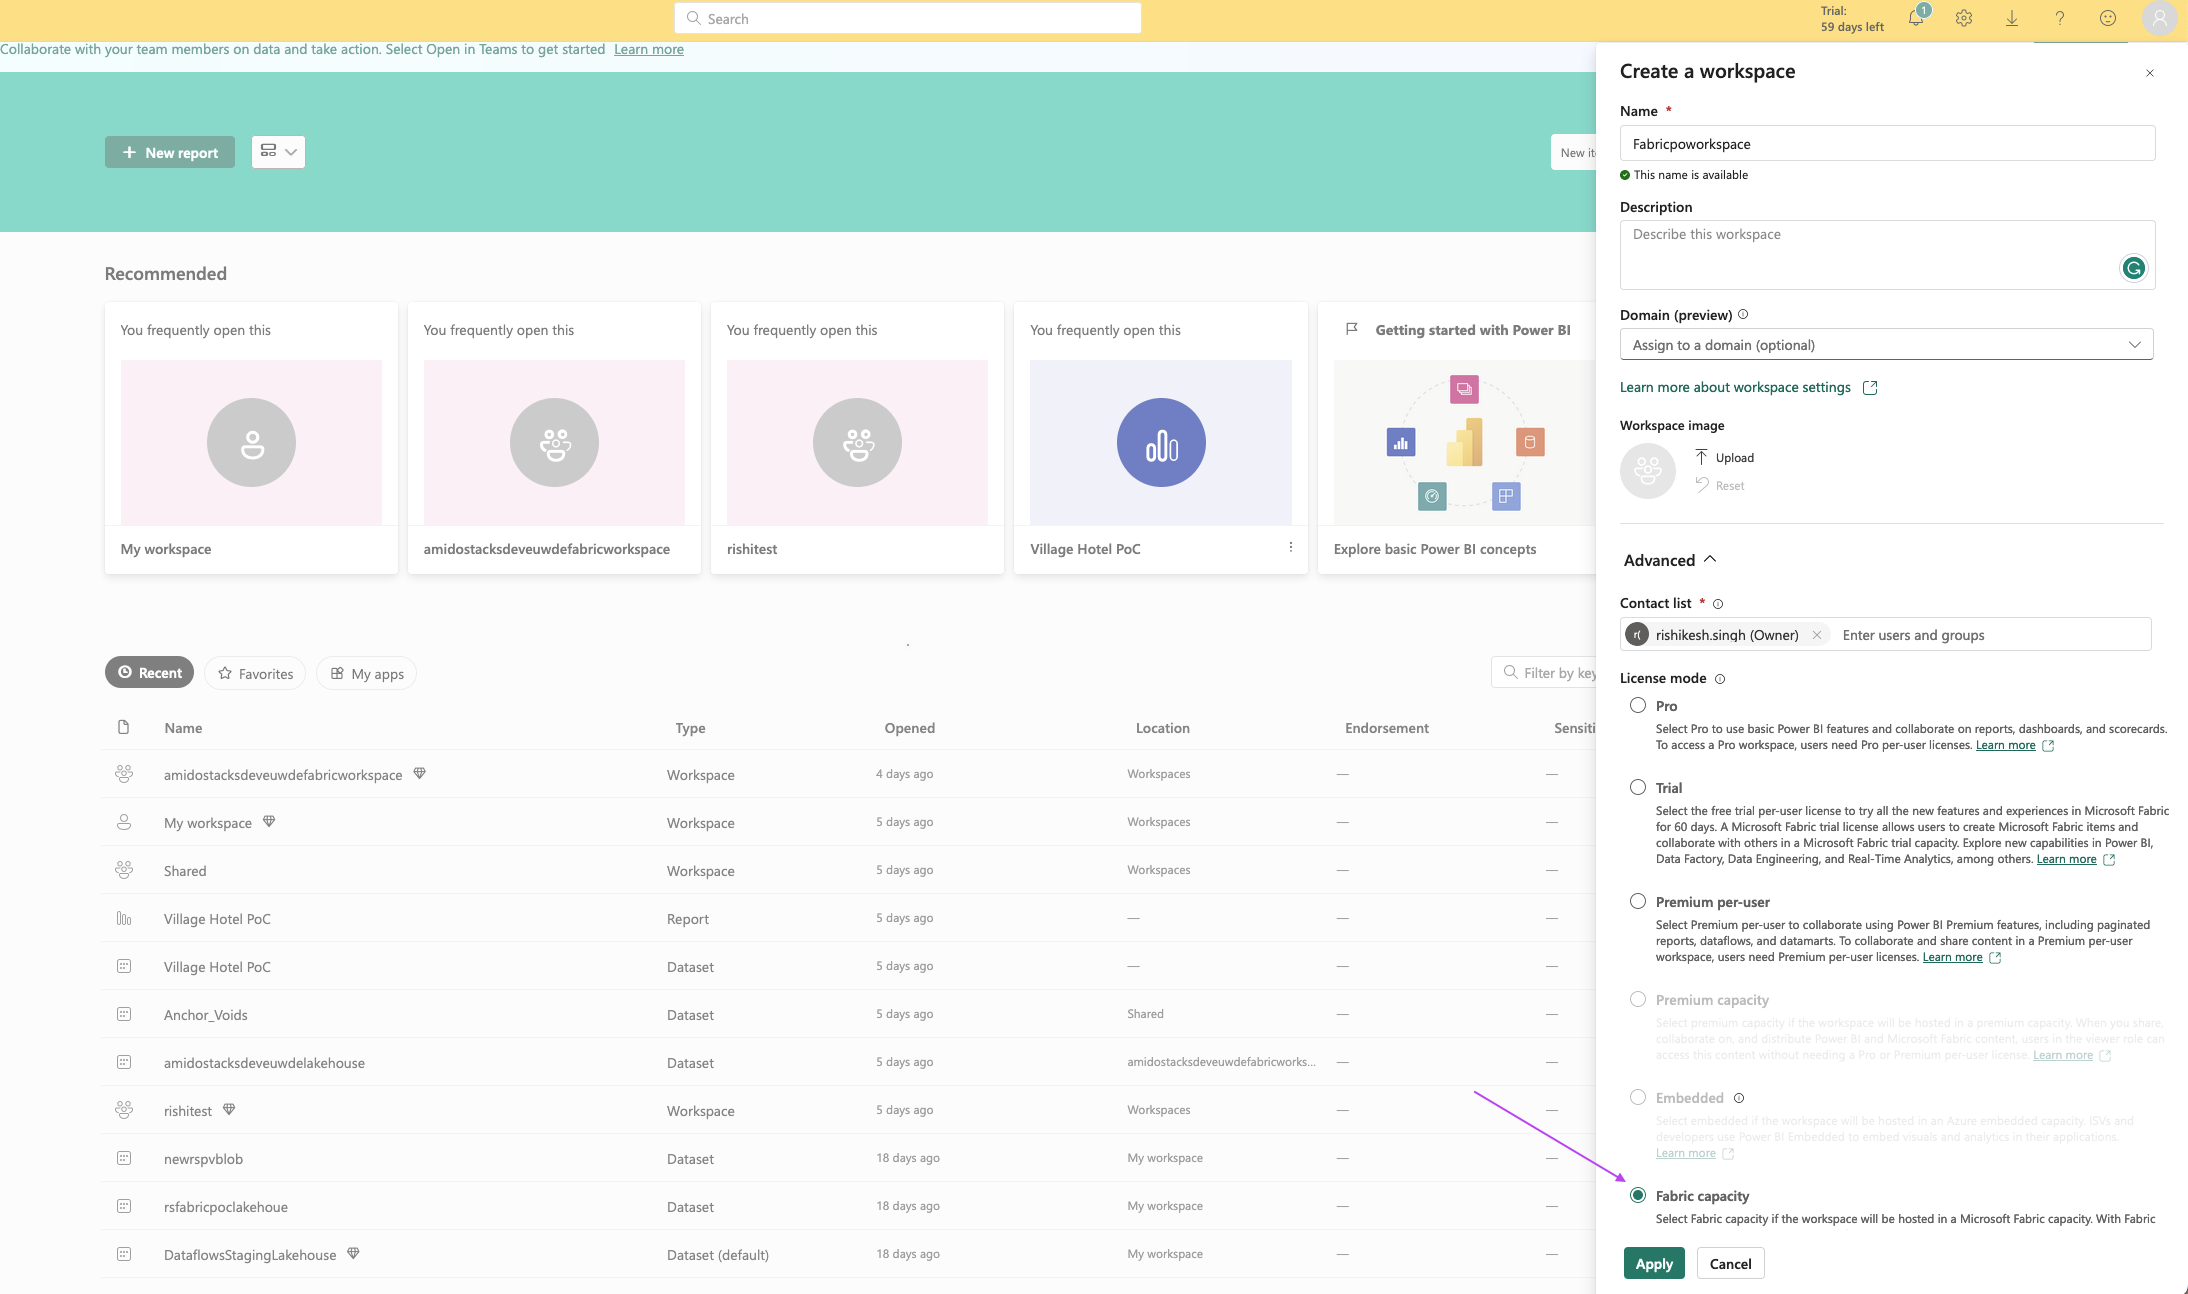 Search
Trial:
59 days left
1
Collaborate with your team members on data and take action. Select Open in Teams to get started Learn more
New report
New ite
Recommended
You frequently open this
My workspace
You frequently open this
amidostacksdeveuwdefabricworkspace
You frequently open this
rishitest
You frequently open this
Village Hotel PoC
Getting started with Power BI
Explore basic Power BI concepts
Recent
Favorites
My apps
Filter by key
Name Type Opened Location Endorsement Sensiti
amidostacksdeveuwdefabricworkspace Workspace 4 days ago Workspaces — —
My workspace Workspace 5 days ago Workspaces — —
Shared Workspace 5 days ago Workspaces — —
Village Hotel PoC Report 5 days ago — — —
Village Hotel PoC Dataset 5 days ago — — —
Anchor_Voids Dataset 5 days ago Shared — —
amidostacksdeveuwdelakehouse Dataset 5 days ago amidostacksdeveuwdefabricworks... — —
rishitest Workspace 5 days ago Workspaces — —
newrspvblob Dataset 18 days ago My workspace — —
rsfabricpoclakehoue Dataset 18 days ago My workspace — —
DataflowsStagingLakehouse Dataset (default) 18 days ago My workspace — —
Create a workspace
Name *
Fabricpoworkspace
This name is available
Description
Describe this workspace
Domain (preview)
Assign to a domain (optional)
Learn more about workspace settings
Workspace image
Upload
Reset
Advanced
Contact list *
r( rishikesh.singh (Owner) Enter users and groups
License mode
Pro
Select Pro to use basic Power BI features and collaborate on reports, dashboards, and scorecards.
To access a Pro workspace, users need Pro per-user licenses. Learn more
Trial
Select the free trial per-user license to try all the new features and experiences in Microsoft Fabric
for 60 days. A Microsoft Fabric trial license allows users to create Microsoft Fabric items and
collaborate with others in a Microsoft Fabric trial capacity. Explore new capabilities in Power BI,
Data Factory, Data Engineering, and Real-Time Analytics, among others. Learn more
Premium per-user
Select Premium per-user to collaborate using Power BI Premium features, including paginated
reports, dataflows, and datamarts. To collaborate and share content in a Premium per-user
workspace, users need Premium per-user licenses. Learn more
Premium capacity
Select premium capacity if the workspace will be hosted in a premium capacity. When you share,
collaborate on, and distribute Power BI and Microsoft Fabric content, users in the viewer role can
access this content without needing a Pro or Premium per-user license. Learn more
Embedded
Select embedded if the workspace will be hosted in an Azure embedded capacity. ISVs and
developers use Power BI Embedded to embed visuals and analytics in their applications.
Learn more
Fabric capacity
Select Fabric capacity if the workspace will be hosted in a Microsoft Fabric capacity. With Fabric
Apply
Cancel